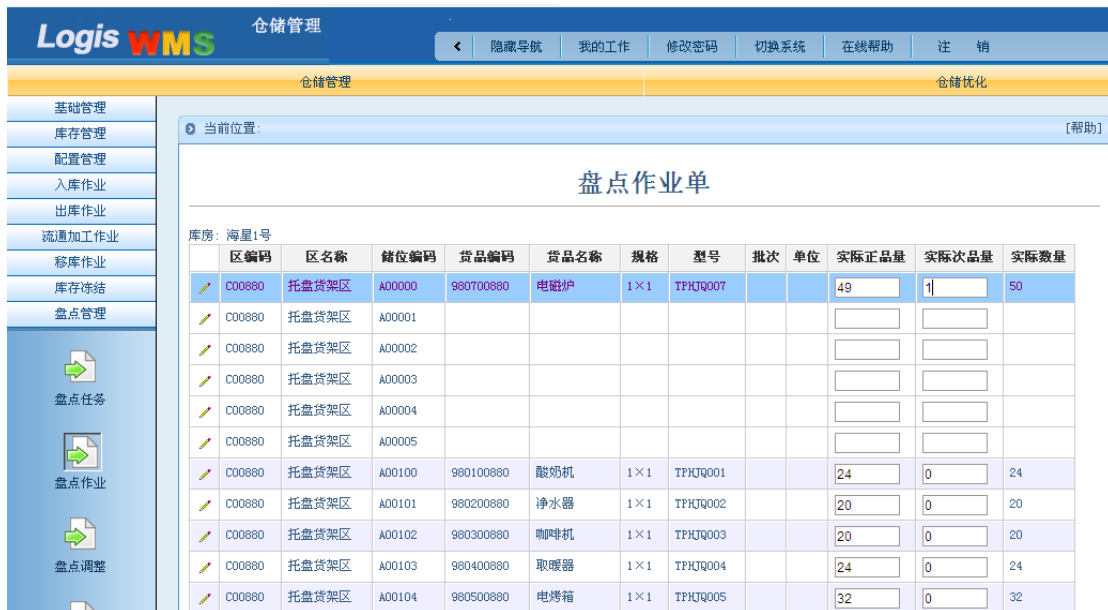 Logis WMS
仓储管理
隐藏导航 我的工作 修改密码 切换系统 在线帮助 注 销
仓储管理 仓储优化
基础管理
库存管理
配置管理
入库作业
出库作业
流通加工作业
移库作业
库存冻结
盘点管理
盘点任务
盘点作业
盘点调整
当前位置: [帮助]
盘点作业单
库房: 海星1号
区编码 区名称 储位编码 货品编码 货品名称 规格 型号 批次 单位 实际正品量 实际次品量 实际数量
C00880 托盘货架区 A00000 980700880 电磁炉 1×1 TPHJQ007 49 1 50
C00880 托盘货架区 A00001
C00880 托盘货架区 A00002
C00880 托盘货架区 A00003
C00880 托盘货架区 A00004
C00880 托盘货架区 A00005
C00880 托盘货架区 A00100 980100880 酸奶机 1×1 TPHJQ001 24 0 24
C00880 托盘货架区 A00101 980200880 净水器 1×1 TPHJQ002 20 0 20
C00880 托盘货架区 A00102 980300880 咖啡机 1×1 TPHJQ003 20 0 20
C00880 托盘货架区 A00103 980400880 取暖器 1×1 TPHJQ004 24 0 24
C00880 托盘货架区 A00104 980500880 电烤箱 1×1 TPHJQ005 32 0 32